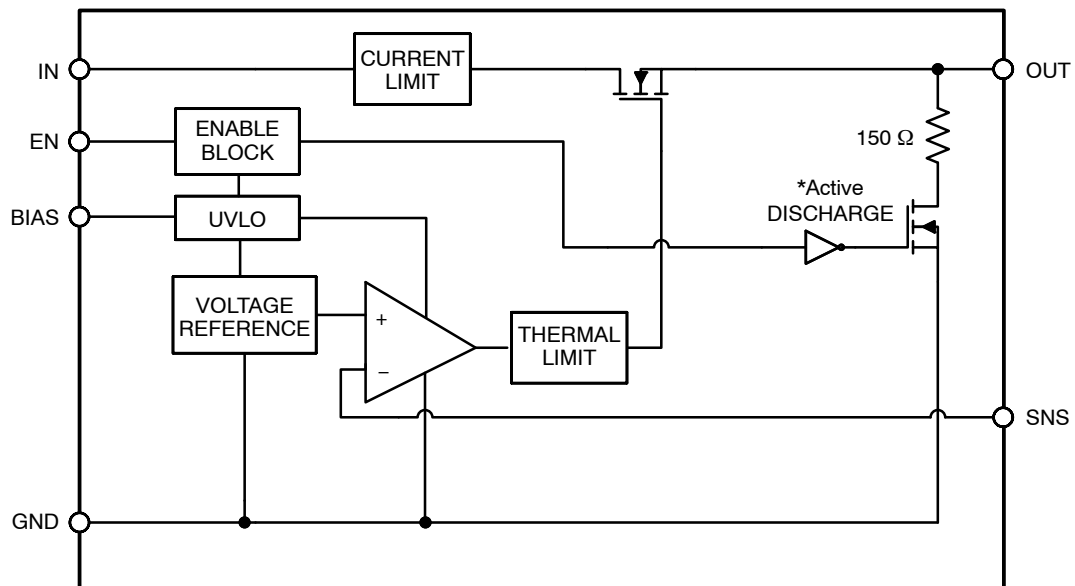 IN
CURRENT
LIMIT
OUT
EN
ENABLE
BLOCK
150 Ω
BIAS
UVLO
*Active
DISCHARGE
VOLTAGE
REFERENCE
+
−
THERMAL
LIMIT
SNS
GND